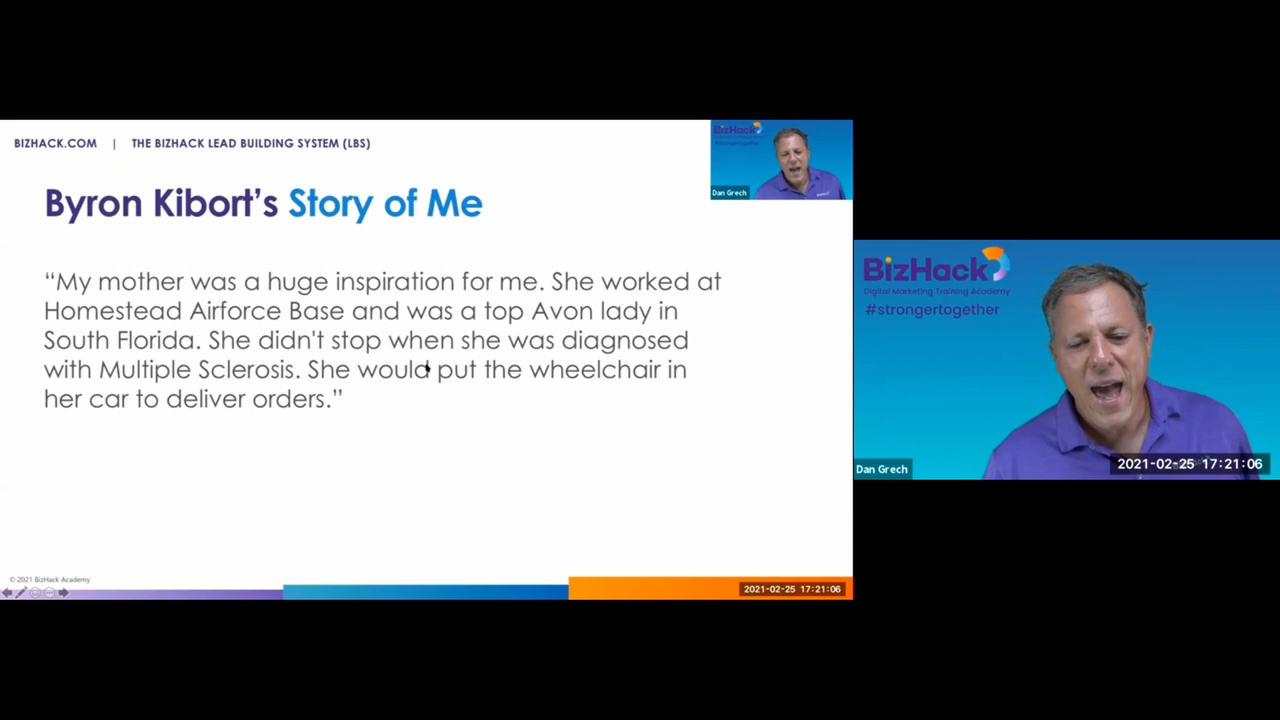 BIZHACK.COM | THE BIZHACK LEAD BUILDING SYSTEM (LBS)
BizHack
#strongertogether
Dan Grech
Byron Kibort’s Story of Me
“My mother was a huge inspiration for me. She worked at
Homestead Airforce Base and was a top Avon lady in
South Florida. She didn't stop when she was diagnosed
with Multiple Sclerosis. She would put the wheelchair in
her car to deliver orders.”
© 2021 BizHack Academy
2021-02-25 17:21:06
BizHack
Digital Marketing Training Academy
#strongertogether
Dan Grech
2021-02-25 17:21:06